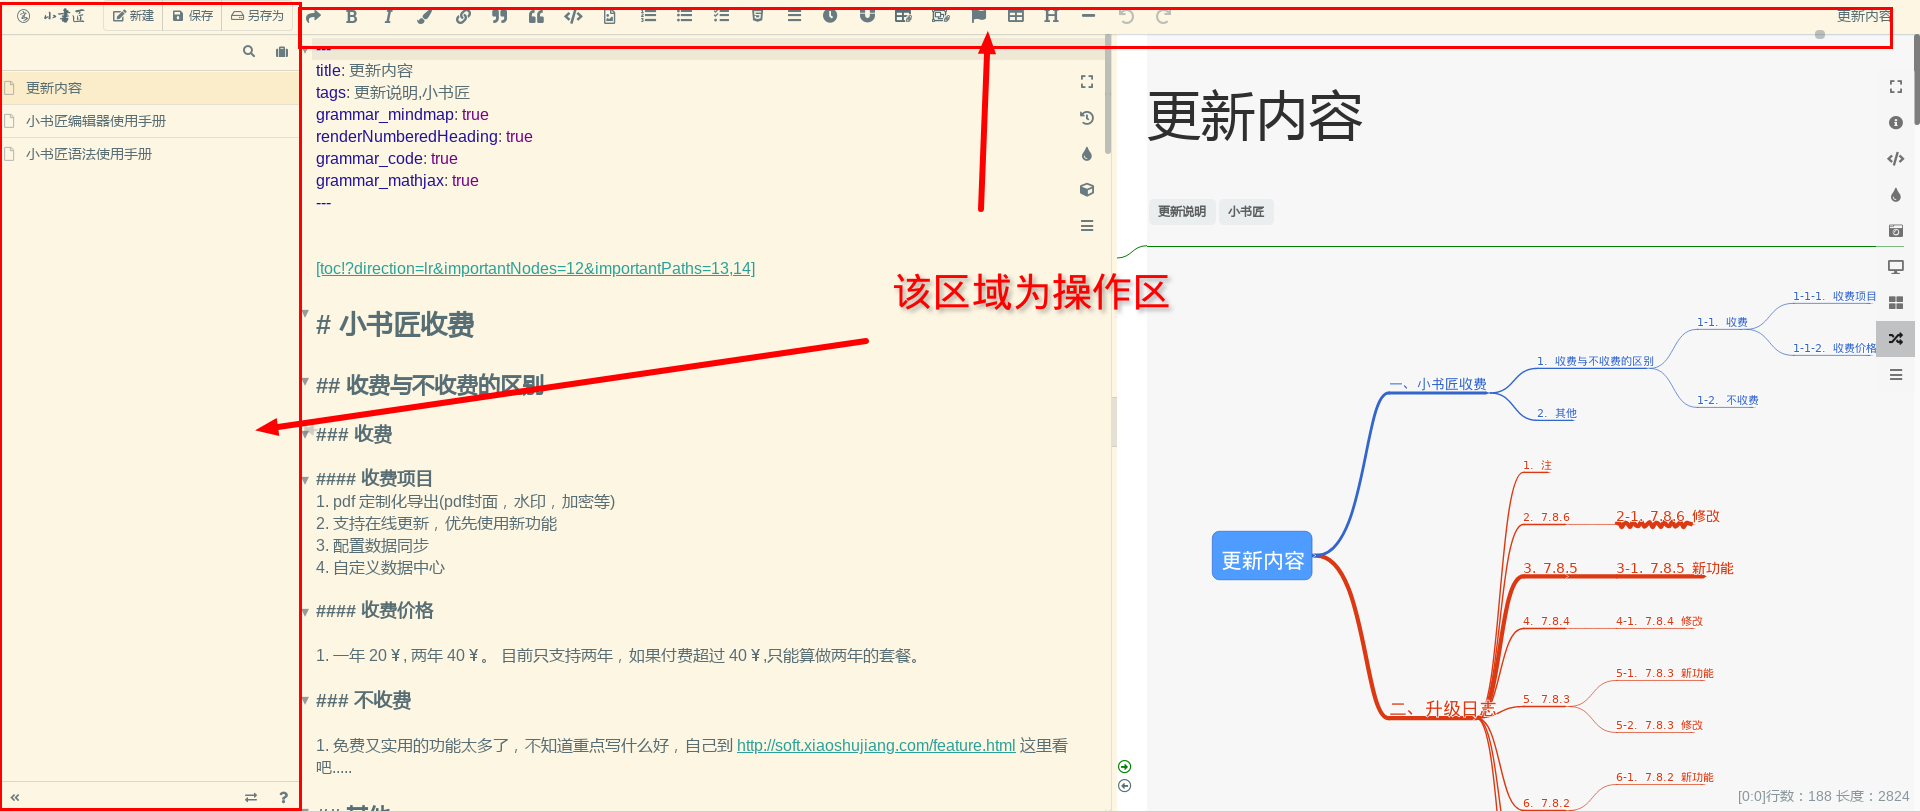 小书匠 新建 保存 另存为 更新内容
更新内容
小书匠编辑器使用手册
小书匠语法使用手册
---
title: 更新内容
tags: 更新说明,小书匠
grammar_mindmap: true
renderNumberedHeading: true
grammar_code: true
grammar_mathjax: true
---
[toc!?direction=lr&importantNodes=12&importantPaths=13,14]
# 小书匠收费
## 收费与不收费的区别
### 收费
#### 收费项目
1. pdf 定制化导出(pdf封面，水印，加密等)
2. 支持在线更新，优先使用新功能
3. 配置数据同步
4. 自定义数据中心
#### 收费价格
1. 一年 20 ¥ , 两年 40 ¥ 。 目前只支持两年，如果付费超过 40 ¥ ,只能算做两年的套餐。
### 不收费
1. 免费又实用的功能太多了，不知道重点写什么好，自己到 http://soft.xiaoshujiang.com/feature.html 这里看
吧.....
## 其他
该区域为操作区
更新内容
更新说明 小书匠
更新内容
一、小书匠收费
1. 收费与不收费的区别
1-1. 收费
1-1-1. 收费项目
1-1-2. 收费价格
1-2. 不收费
2. 其他
二、升级日志
1. 注
2. 7.8.6
2-1. 7.8.6 修改
3. 7.8.5
3-1. 7.8.5 新功能
4. 7.8.4
4-1. 7.8.4 修改
5. 7.8.3
5-1. 7.8.3 新功能
5-2. 7.8.3 修改
6. 7.8.2
6-1. 7.8.2 新功能
[0:0]行数：188 长度：2824